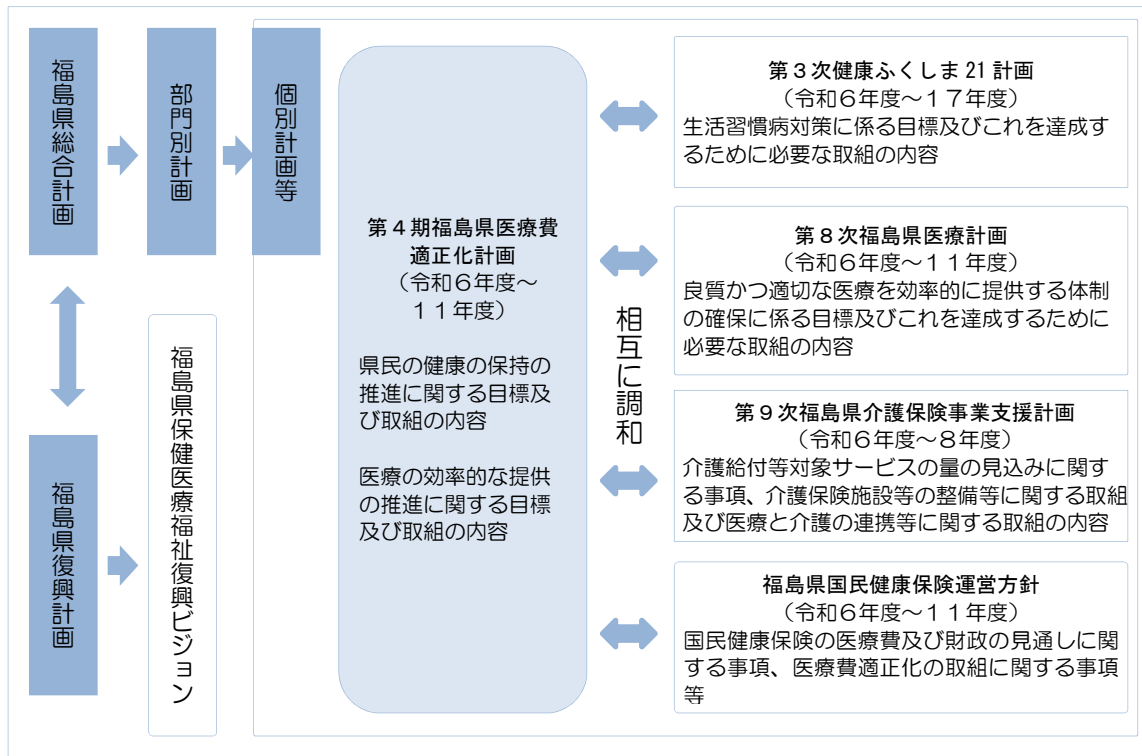 福島県総合計画
部門別計画
個別計画等
福島県復興計画
福島県保健医療福祉復興ビジョン
第４期福島県医療費
適正化計画
（令和６年度～
１１年度）
県民の健康の保持の
推進に関する目標及
び取組の内容
医療の効率的な提供
の推進に関する目標
及び取組の内容
相互に調和
第３次健康ふくしま 21 計画
（令和６年度～１７年度）
生活習慣病対策に係る目標及びこれを達成す
るために必要な取組の内容
第８次福島県医療計画
（令和６年度～１１年度）
良質かつ適切な医療を効率的に提供する体制
の確保に係る目標及びこれを達成するために
必要な取組の内容
第９次福島県介護保険事業支援計画
（令和６年度～８年度）
介護給付等対象サービスの量の見込みに関す
る事項、介護保険施設等の整備等に関する取組
及び医療と介護の連携等に関する取組の内容
福島県国民健康保険運営方針
（令和６年度～１１年度）
国民健康保険の医療費及び財政の見通しに関
する事項、医療費適正化の取組に関する事項
等